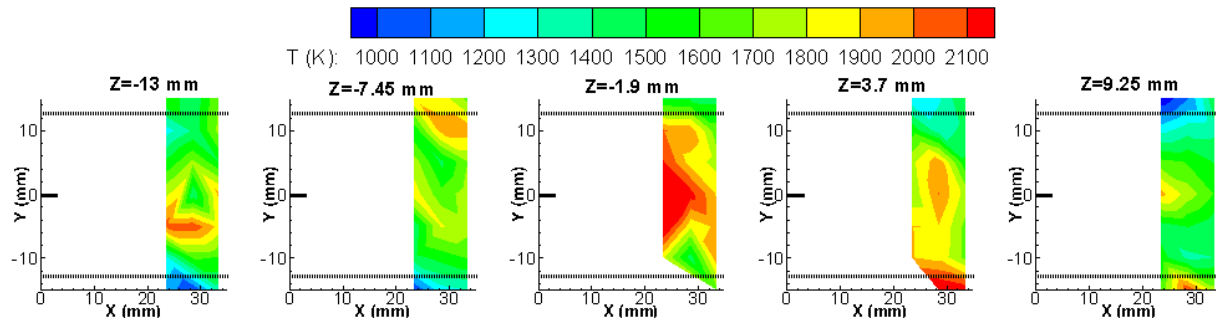 T (K): 1000 1100 1200 1300 1400 1500 1600 1700 1800 1900 2000 2100
Z=-13 mm Z=-7.45 mm Z=-1.9 mm Z=3.7 mm Z=9.25 mm
10 10 10 10 10
Y (mm) Y (mm) Y (mm) Y (mm) Y (mm)
0 0 0 0 0
-10 -10 -10 -10 -10
0 10 20 30 0 10 20 30 0 10 20 30 0 10 20 30 0 10 20 30
X (mm) X (mm) X (mm) X (mm) X (mm)